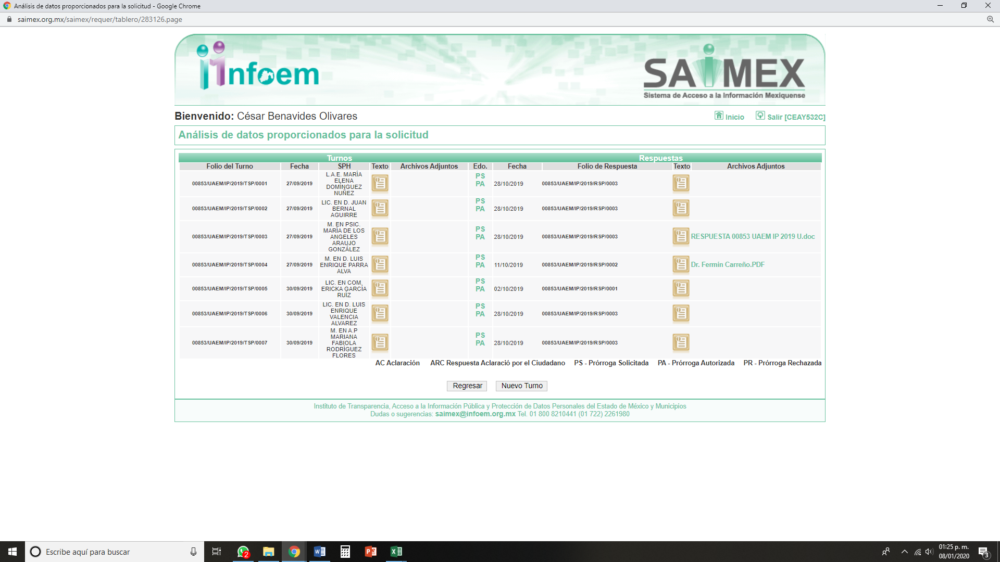 Análisis de datos proporcionados para la solicitud - Google Chrome
saimex.org.mx/saimex/requer/tablero/283126.page
infoem
SAIMEX
Sistema de Acceso a la Información Mexiquense
Bienvenido: César Benavides Olivares
Inicio Salir [CEAY532C]
Análisis de datos proporcionados para la solicitud
Turnos Respuestas
Folio del Turno Fecha SPH Texto Archivos Adjuntos Edo. Fecha Folio de Respuesta Texto Archivos Adjuntos
00853/UAEM/IP/2019/TSP/0001 27/09/2019 L.A.E. MARÍA ELENA DOMÍNGUEZ NUÑEZ PS PA 28/10/2019 00853/UAEM/IP/2019/RSP/0003
00853/UAEM/IP/2019/TSP/0002 27/09/2019 LIC. EN D. JUAN BERNAL AGUIRRE PS PA 28/10/2019 00853/UAEM/IP/2019/RSP/0003
00853/UAEM/IP/2019/TSP/0003 27/09/2019 M. EN PSIC. MARÍA DE LOS ANGELES ARAUJO GONZÁLEZ PS PA 28/10/2019 00853/UAEM/IP/2019/RSP/0003 RESPUESTA 00853 UAEM IP 2019 U.doc
00853/UAEM/IP/2019/TSP/0004 27/09/2019 M. EN D. LUIS ENRIQUE PARRA ALVA PS PA 11/10/2019 00853/UAEM/IP/2019/RSP/0002 Dr. Fermín Carreño.PDF
00853/UAEM/IP/2019/TSP/0005 30/09/2019 LIC. EN COM. ERICKA GARCÍA RUÍZ PS PA 02/10/2019 00853/UAEM/IP/2019/RSP/0001
00853/UAEM/IP/2019/TSP/0006 30/09/2019 LIC. EN D. LUIS ENRIQUE VALENCIA ALVAREZ PS PA 28/10/2019 00853/UAEM/IP/2019/RSP/0003
00853/UAEM/IP/2019/TSP/0007 30/09/2019 M. EN A.P MARIANA FABIOLA RODRÍGUEZ FLORES PS PA 28/10/2019 00853/UAEM/IP/2019/RSP/0003
AC Aclaración ARC Respuesta Aclaració por el Ciudadano PS - Prórroga Solicitada PA - Prórroga Autorizada PR - Prórroga Rechazada
Regresar Nuevo Turno
Instituto de Transparencia, Acceso a la Información Pública y Protección de Datos Personales del Estado de México y Municipios
Dudas o sugerencias: saimex@infoem.org.mx Tel. 01 800 8210441 (01 722) 2261980
Escribe aquí para buscar
2
01:25 p. m.
08/01/2020
3